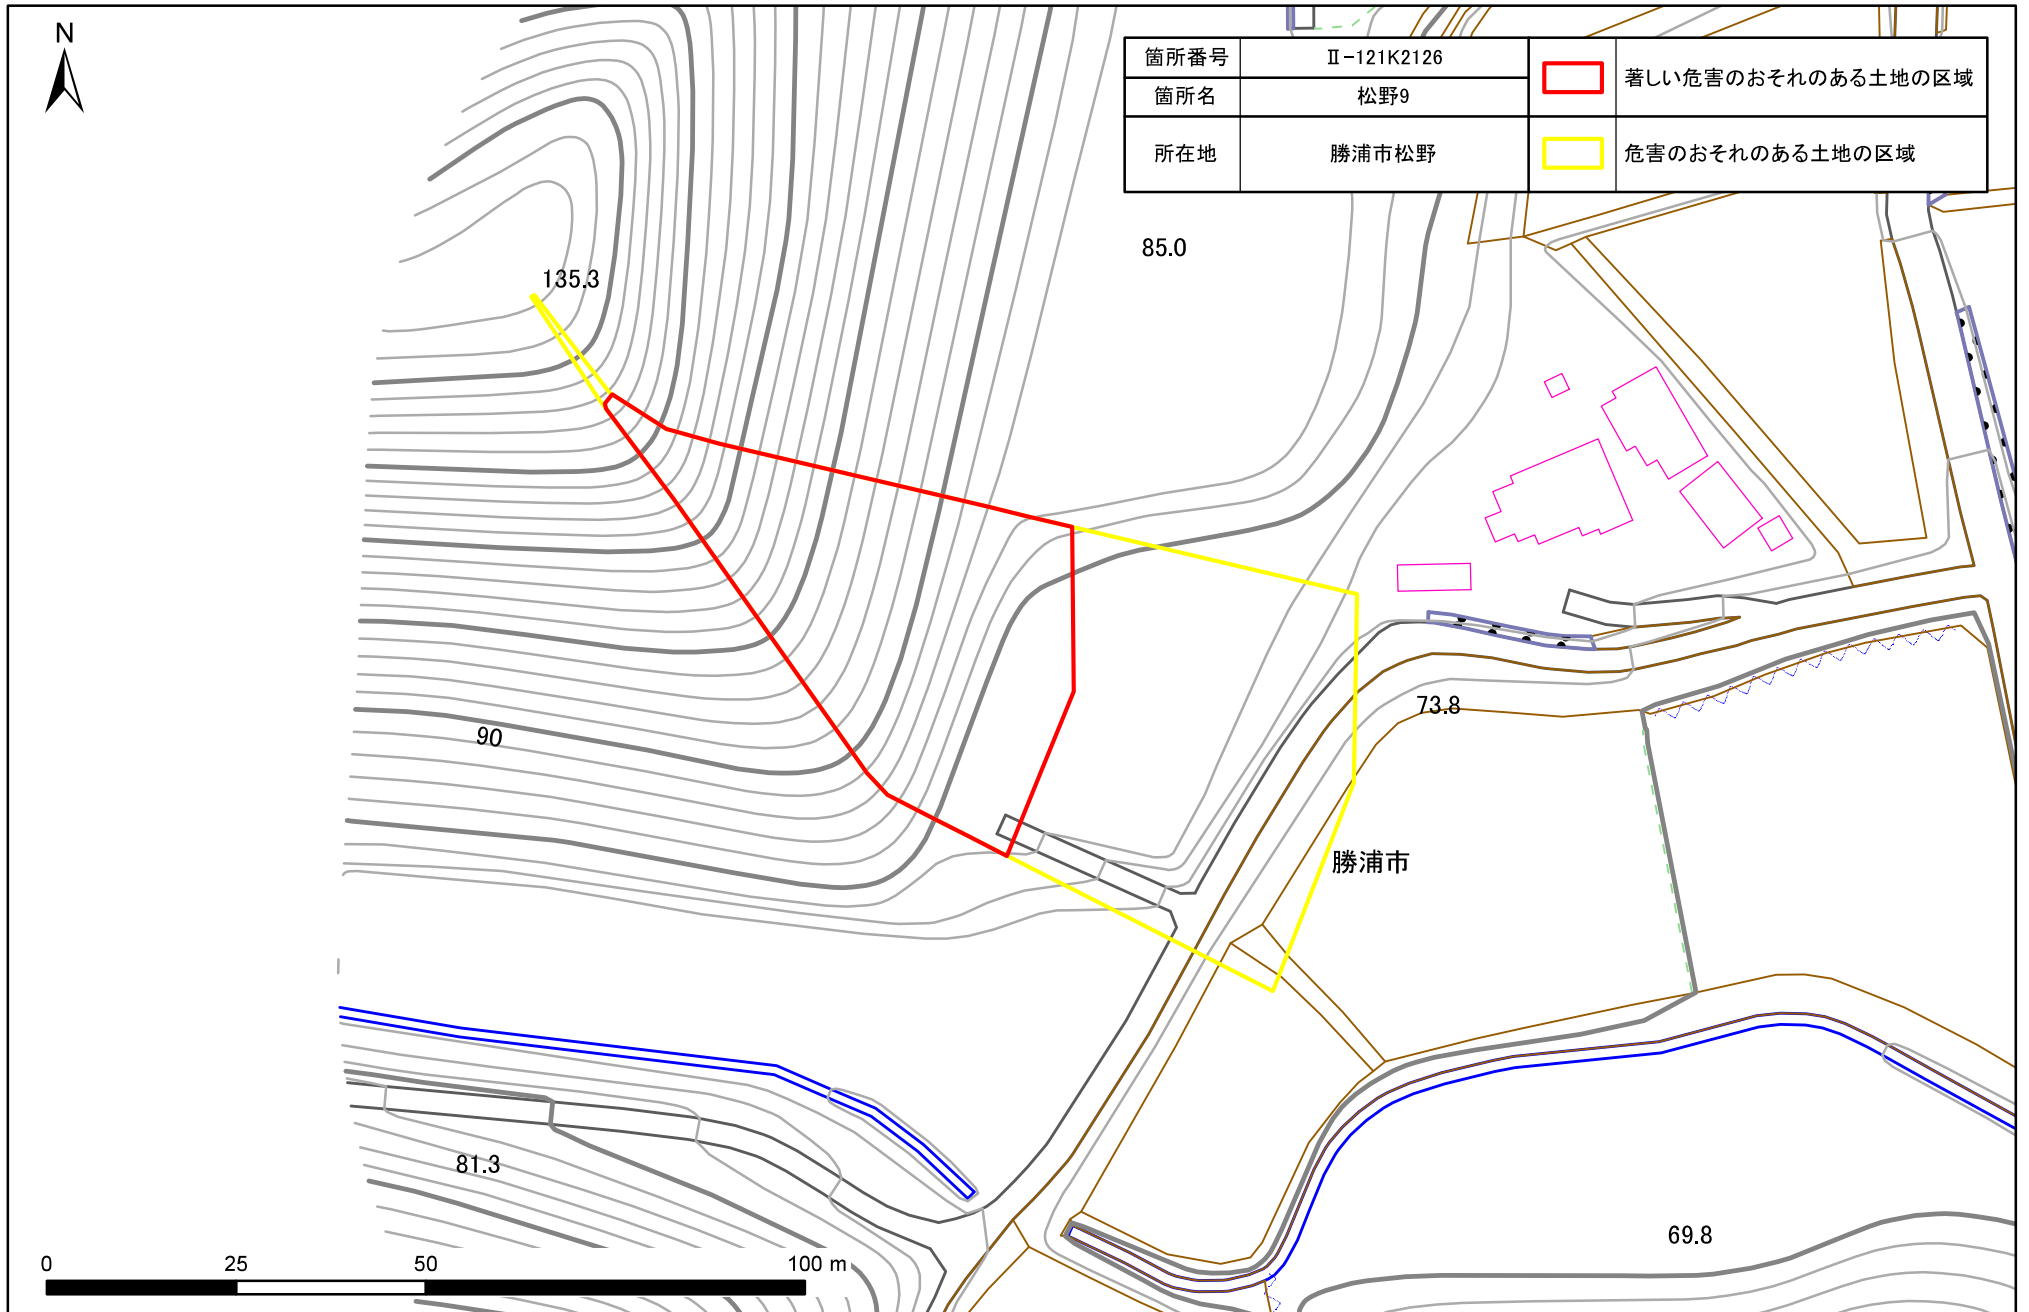 N
箇所番号 Ⅱ-121K2126 著しい危害のおそれのある土地の区域
箇所名 松野9
所在地 勝浦市松野 危害のおそれのある土地の区域
85.0
135.3
73.8
90
勝浦市
81.3
69.8
0 25 50 100 m